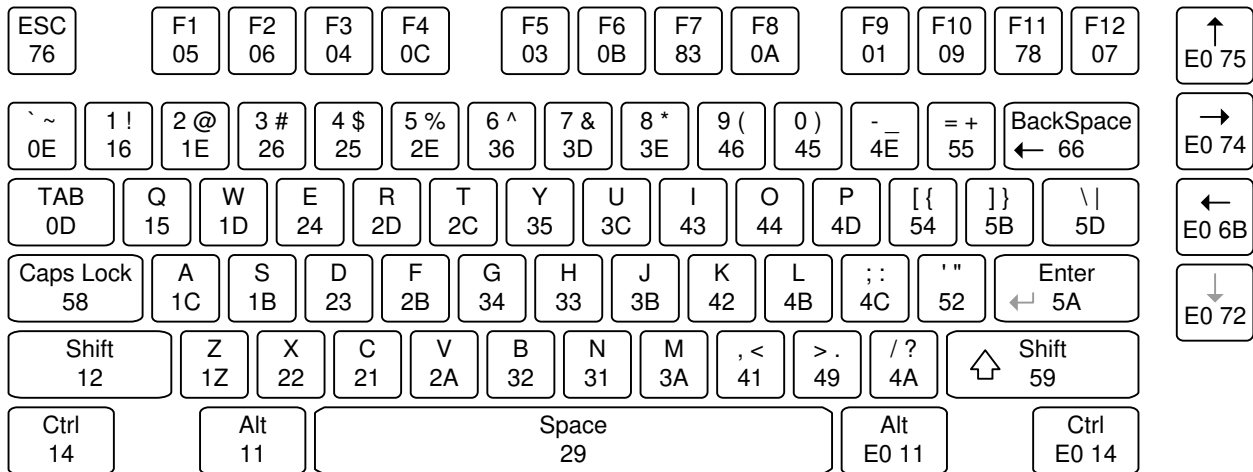 ESC F1 F2 F3 F4 F5 F6 F7 F8 F9 F10 F11 F12 ↑
76 05 06 04 0C 03 0B 83 0A 01 09 78 07 E0 75
` ~ 1 ! 2 @ 3 # 4 $ 5 % 6 ^ 7 & 8 * 9 ( 0 ) - _ = + BackSpace →
0E 16 1E 26 25 2E 36 3D 3E 46 45 4E 55 ← 66 E0 74
TAB Q W E R T Y U I O P [ { ] } \ | ←
0D 15 1D 24 2D 2C 35 3C 43 44 4D 54 5B 5D E0 6B
Caps Lock A S D F G H J K L ; : ' " Enter ↓
58 1C 1B 23 2B 34 33 3B 42 4B 4C 52 ↵ 5A E0 72
Shift Z X C V B N M , < > . / ? ⇧ Shift
12 1Z 22 21 2A 32 31 3A 41 49 4A 59
Ctrl Alt Space Alt Ctrl
14 11 29 E0 11 E0 14